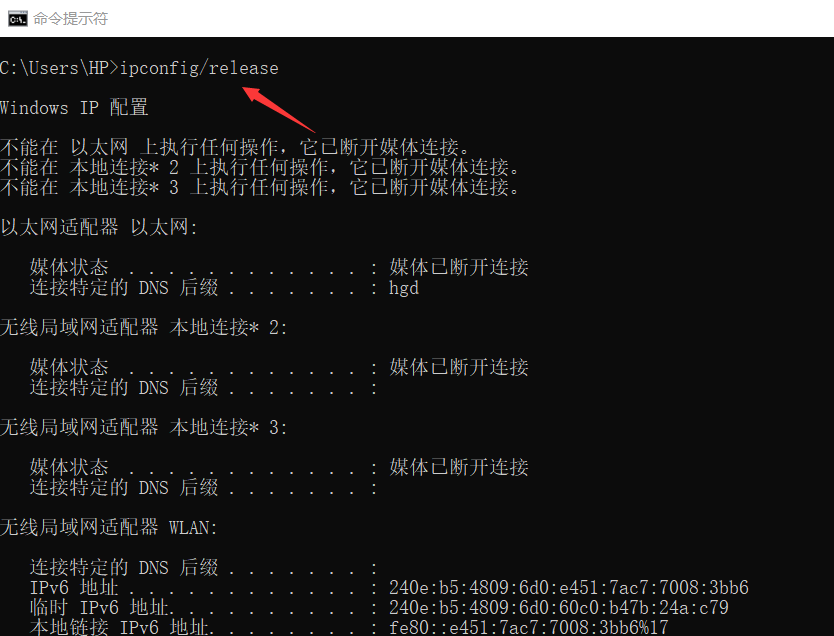 命令提示符
C:\Users\HP>ipconfig/release
Windows IP 配置
不能在 以太网 上执行任何操作，它已断开媒体连接。
不能在 本地连接* 2 上执行任何操作，它已断开媒体连接。
不能在 本地连接* 3 上执行任何操作，它已断开媒体连接。
以太网适配器 以太网:
媒体状态 . . . . . . . . . . . . : 媒体已断开连接
连接特定的 DNS 后缀 . . . . . . . : hgd
无线局域网适配器 本地连接* 2:
媒体状态 . . . . . . . . . . . . : 媒体已断开连接
连接特定的 DNS 后缀 . . . . . . . :
无线局域网适配器 本地连接* 3:
媒体状态 . . . . . . . . . . . . : 媒体已断开连接
连接特定的 DNS 后缀 . . . . . . . :
无线局域网适配器 WLAN:
连接特定的 DNS 后缀 . . . . . . . :
IPv6 地址 . . . . . . . . . . . . : 240e:b5:4809:6d0:e451:7ac7:7008:3bb6
临时 IPv6 地址. . . . . . . . . . : 240e:b5:4809:6d0:60c0:b47b:24a:c79
本地链接 IPv6 地址. . . . . . . . : fe80::e451:7ac7:7008:3bb6%17